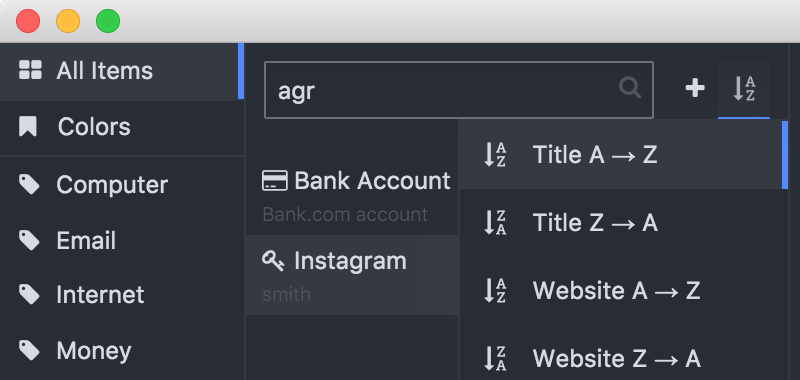 All Items
Colors
Computer
Email
Internet
Money
agr
Bank Account
Bank.com account
Instagram
smith
Title A → Z
Title Z → A
Website A → Z
Website Z → A